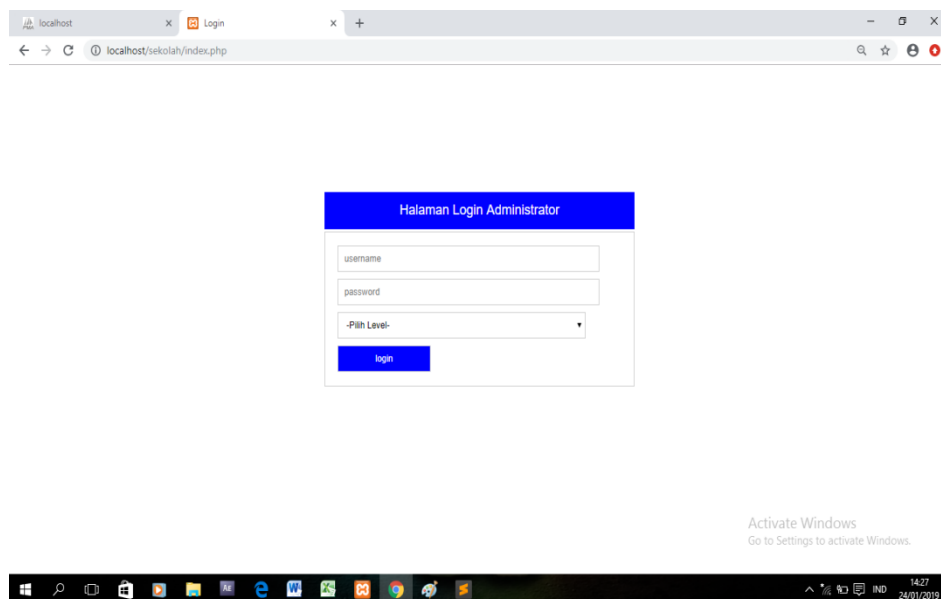 localhost
Login
localhost/sekolah/index.php
Halaman Login Administrator
username
password
-Pilih Level-
login
Activate Windows
Go to Settings to activate Windows.
Ae
IND
14:27
24/01/2019